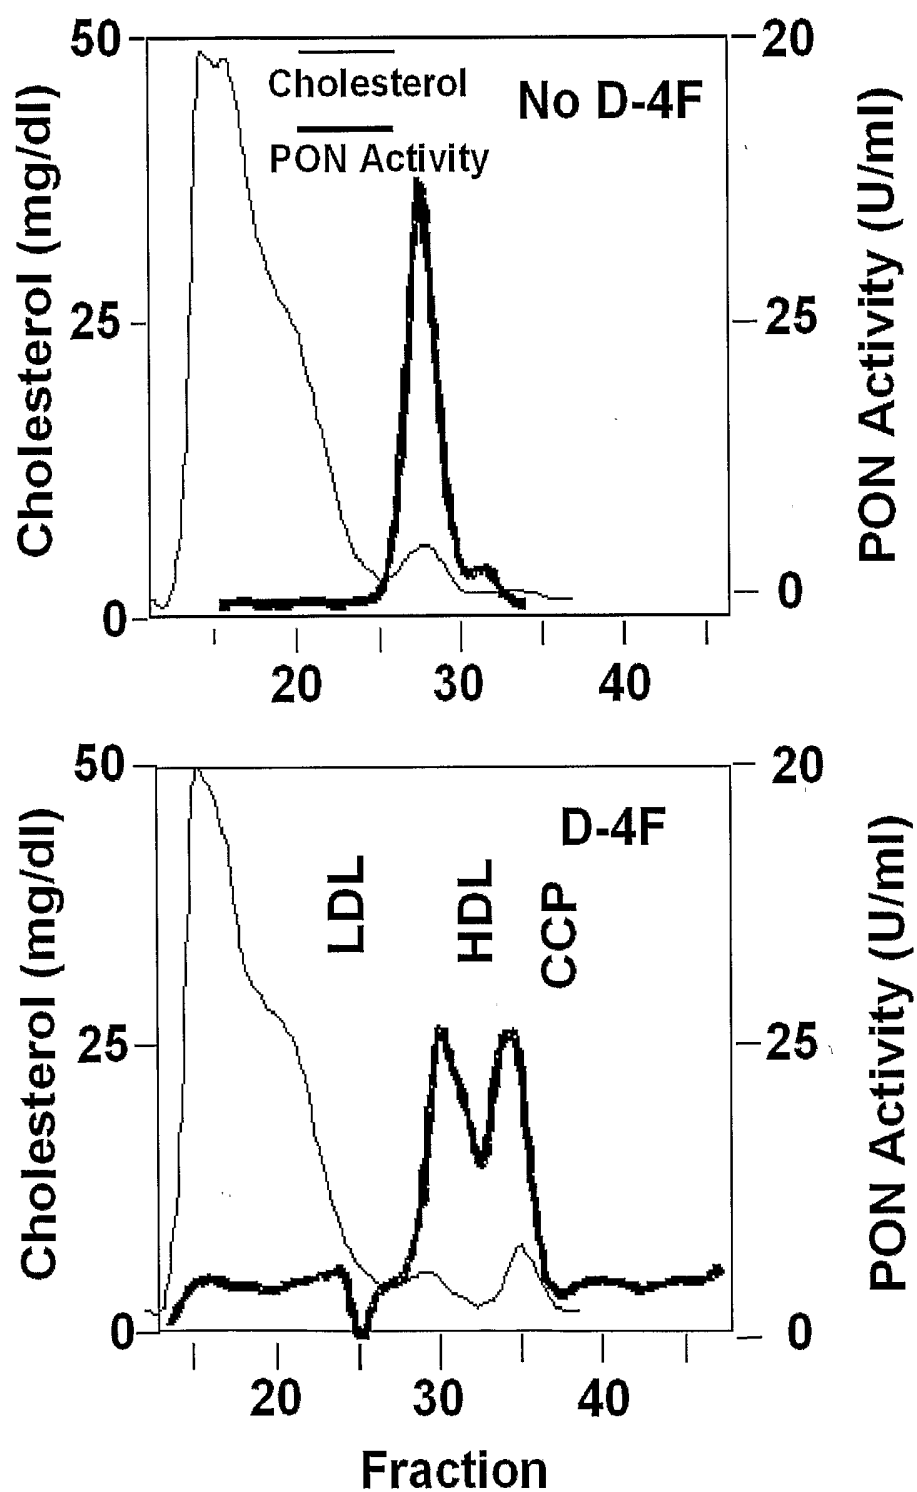 50
20
Cholesterol
No D-4F
PON Activity
Cholesterol (mg/dl)
PON Activity (U/ml)
25
25
0
0
20
30
40
50
20
D-4F
LDL
HDL
CCP
Cholesterol (mg/dl)
PON Activity (U/ml)
25
25
0
0
20
30
40
Fraction